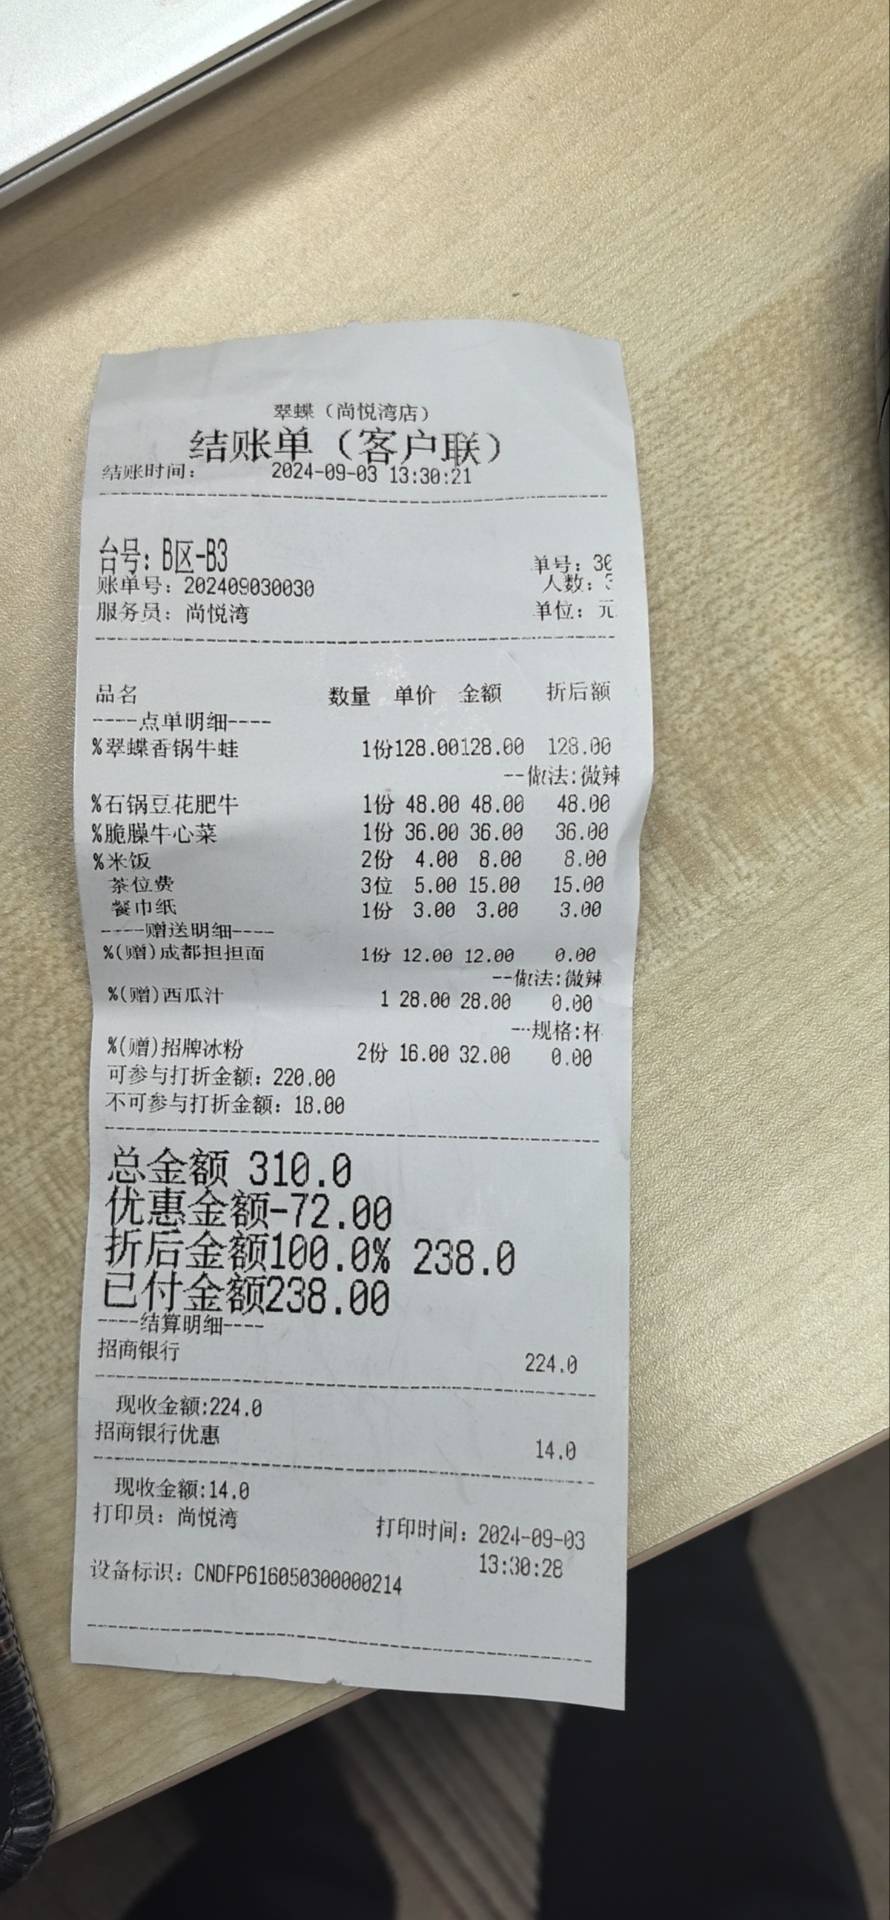 翠蝶（尚悦湾店）
结账单（客户联）
结账时间： 2024-09-03 13:30:21
台号：B区-B3
单号：30
账单号：202409030030
人数：3
服务员：尚悦湾
单位：元
品名 数量 单价 金额 折后额
----点单明细----
%翠蝶香锅牛蛙 1份128.00128.00 128.00
--做法:微辣
%石锅豆花肥牛 1份 48.00 48.00 48.00
%脆臊牛心菜 1份 36.00 36.00 36.00
%米饭 2份 4.00 8.00 8.00
茶位费 3位 5.00 15.00 15.00
餐巾纸 1份 3.00 3.00 3.00
----赠送明细----
%(赠)成都担担面 1份 12.00 12.00 0.00
--做法:微辣
%(赠)西瓜汁 1 28.00 28.00 0.00
--规格:杯
%(赠)招牌冰粉 2份 16.00 32.00 0.00
可参与打折金额：220.00
不可参与打折金额：18.00
总金额 310.0
优惠金额-72.00
折后金额100.0% 238.0
已付金额238.00
----结算明细----
招商银行 224.0
现收金额:224.0
招商银行优惠 14.0
现收金额:14.0
打印员：尚悦湾 打印时间：2024-09-03
13:30:28
设备标识：CNDFP616050300000214